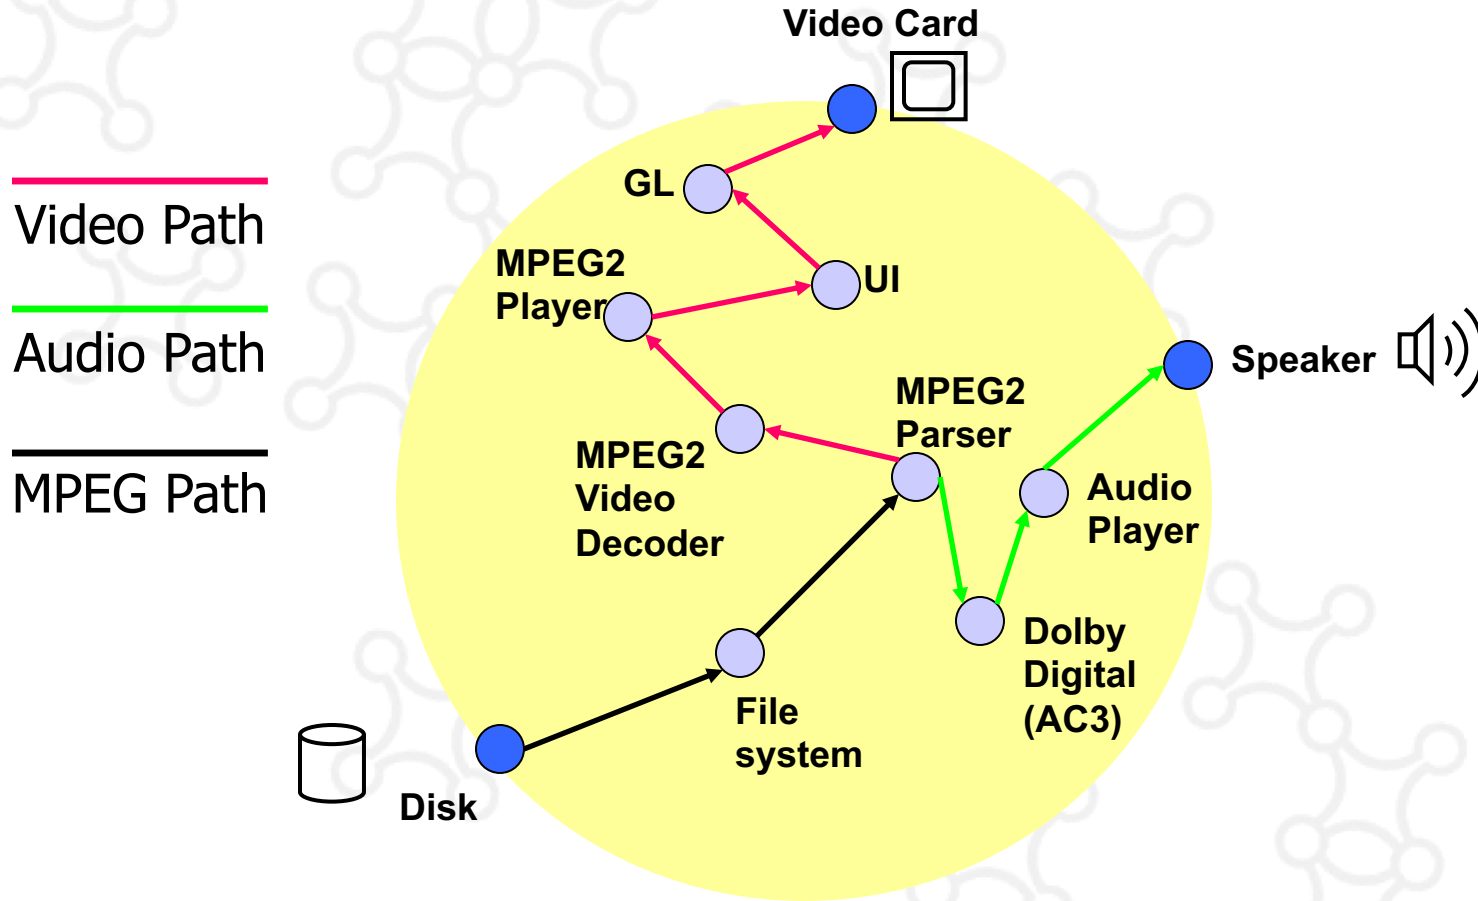 Video Card
GL
Video Path
MPEG2
Player
UI
Audio Path
Speaker
MPEG2
Parser
MPEG2
Video
Decoder
MPEG Path
Audio
Player
Dolby
Digital
(AC3)
File
system
Disk